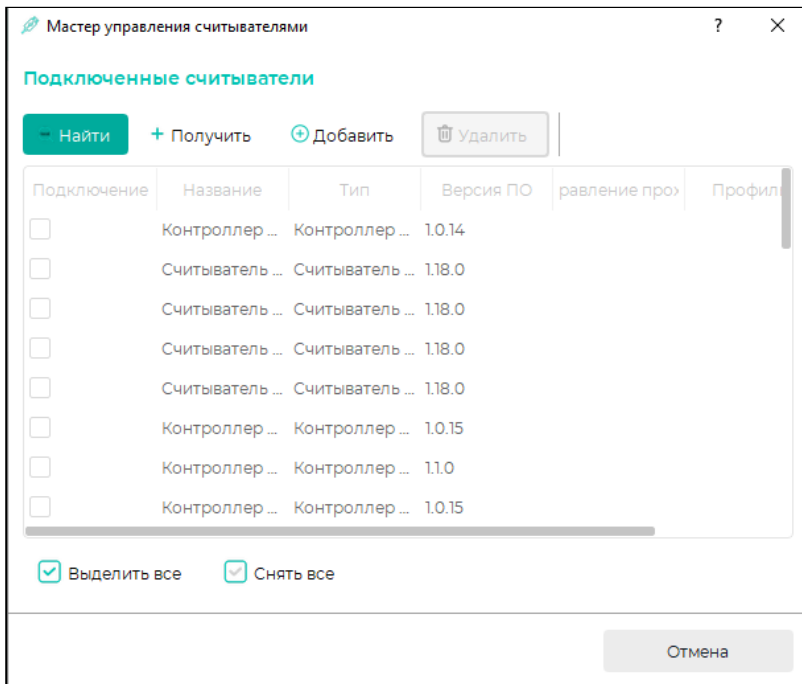 Мастер управления считывателями ?
Подключенные считыватели
Найти + Получить Добавить Удалить
Подключение Название Тип Версия ПО равление прох Профиль
Контроллер ... Контроллер ... 1.0.14
Считыватель ... Считыватель ... 1.18.0
Считыватель ... Считыватель ... 1.18.0
Считыватель ... Считыватель ... 1.18.0
Считыватель ... Считыватель ... 1.18.0
Контроллер ... Контроллер ... 1.0.15
Контроллер ... Контроллер ... 1.1.0
Контроллер ... Контроллер ... 1.0.15
Выделить все Снять все
Отмена